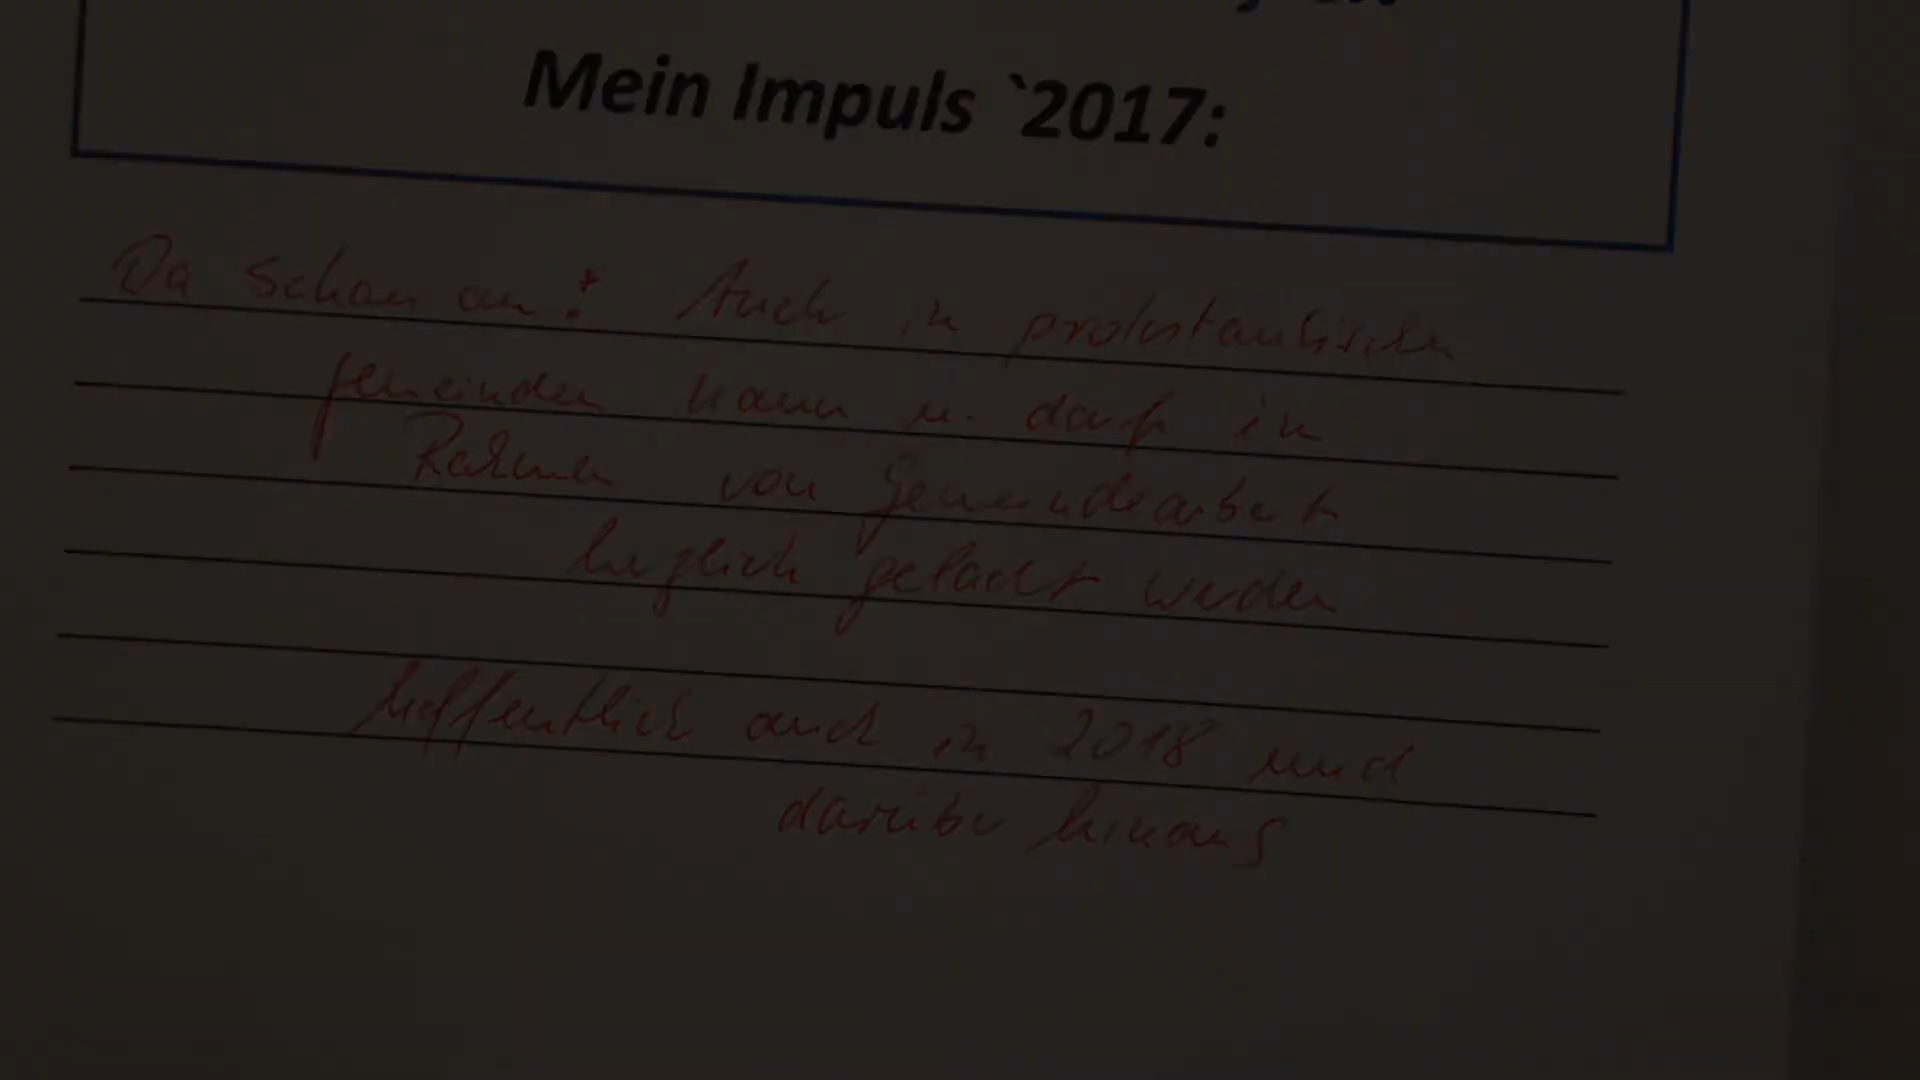 Mein Impuls `2017:
Da schau an! Auch in protestantischen
Gemeinden kann u. darf im
Rahmen von Gemeindearbeit
herzlich gelacht werden
hoffentlich auch in 2018 und
darüber hinaus